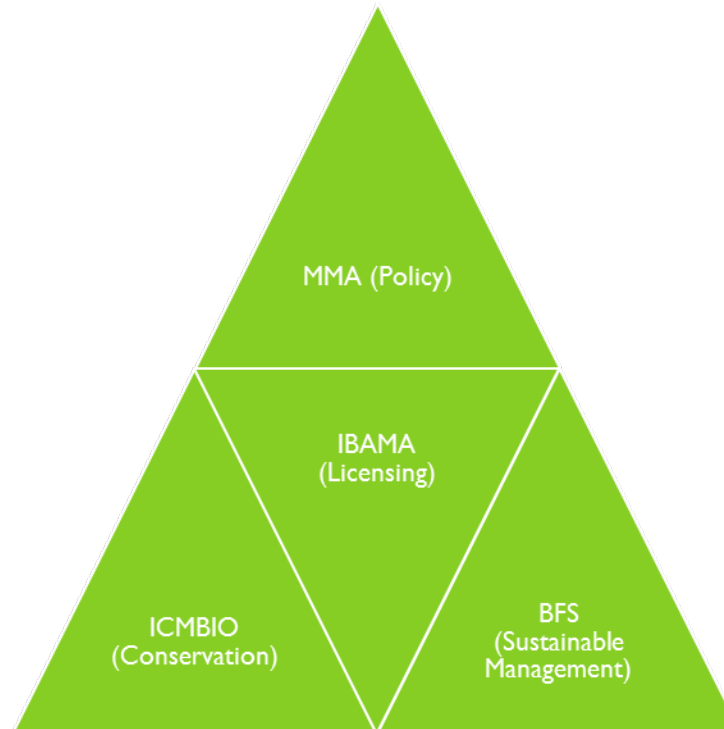 MMA (Policy)
IBAMA
(Licensing)
ICMBIO
(Conservation)
BFS
(Sustainable
Management)